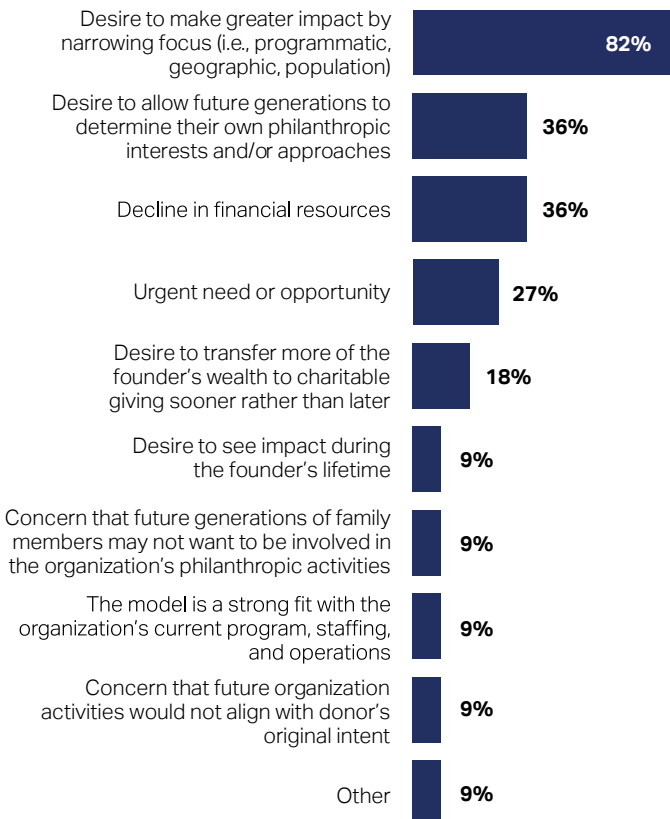 Desire to make greater impact by
narrowing focus (i.e., programmatic,
geographic, population)
82%
Desire to allow future generations to
determine their own philanthropic
interests and/or approaches
36%
Decline in financial resources
36%
Urgent need or opportunity
27%
Desire to transfer more of the
founder’s wealth to charitable
giving sooner rather than later
18%
Desire to see impact during
the founder’s lifetime
9%
Concern that future generations of family
members may not want to be involved in
the organization’s philanthropic activities
9%
The model is a strong fit with the
organization’s current program, staffing,
and operations
9%
Concern that future organization
activities would not align with donor’s
original intent
9%
Other
9%